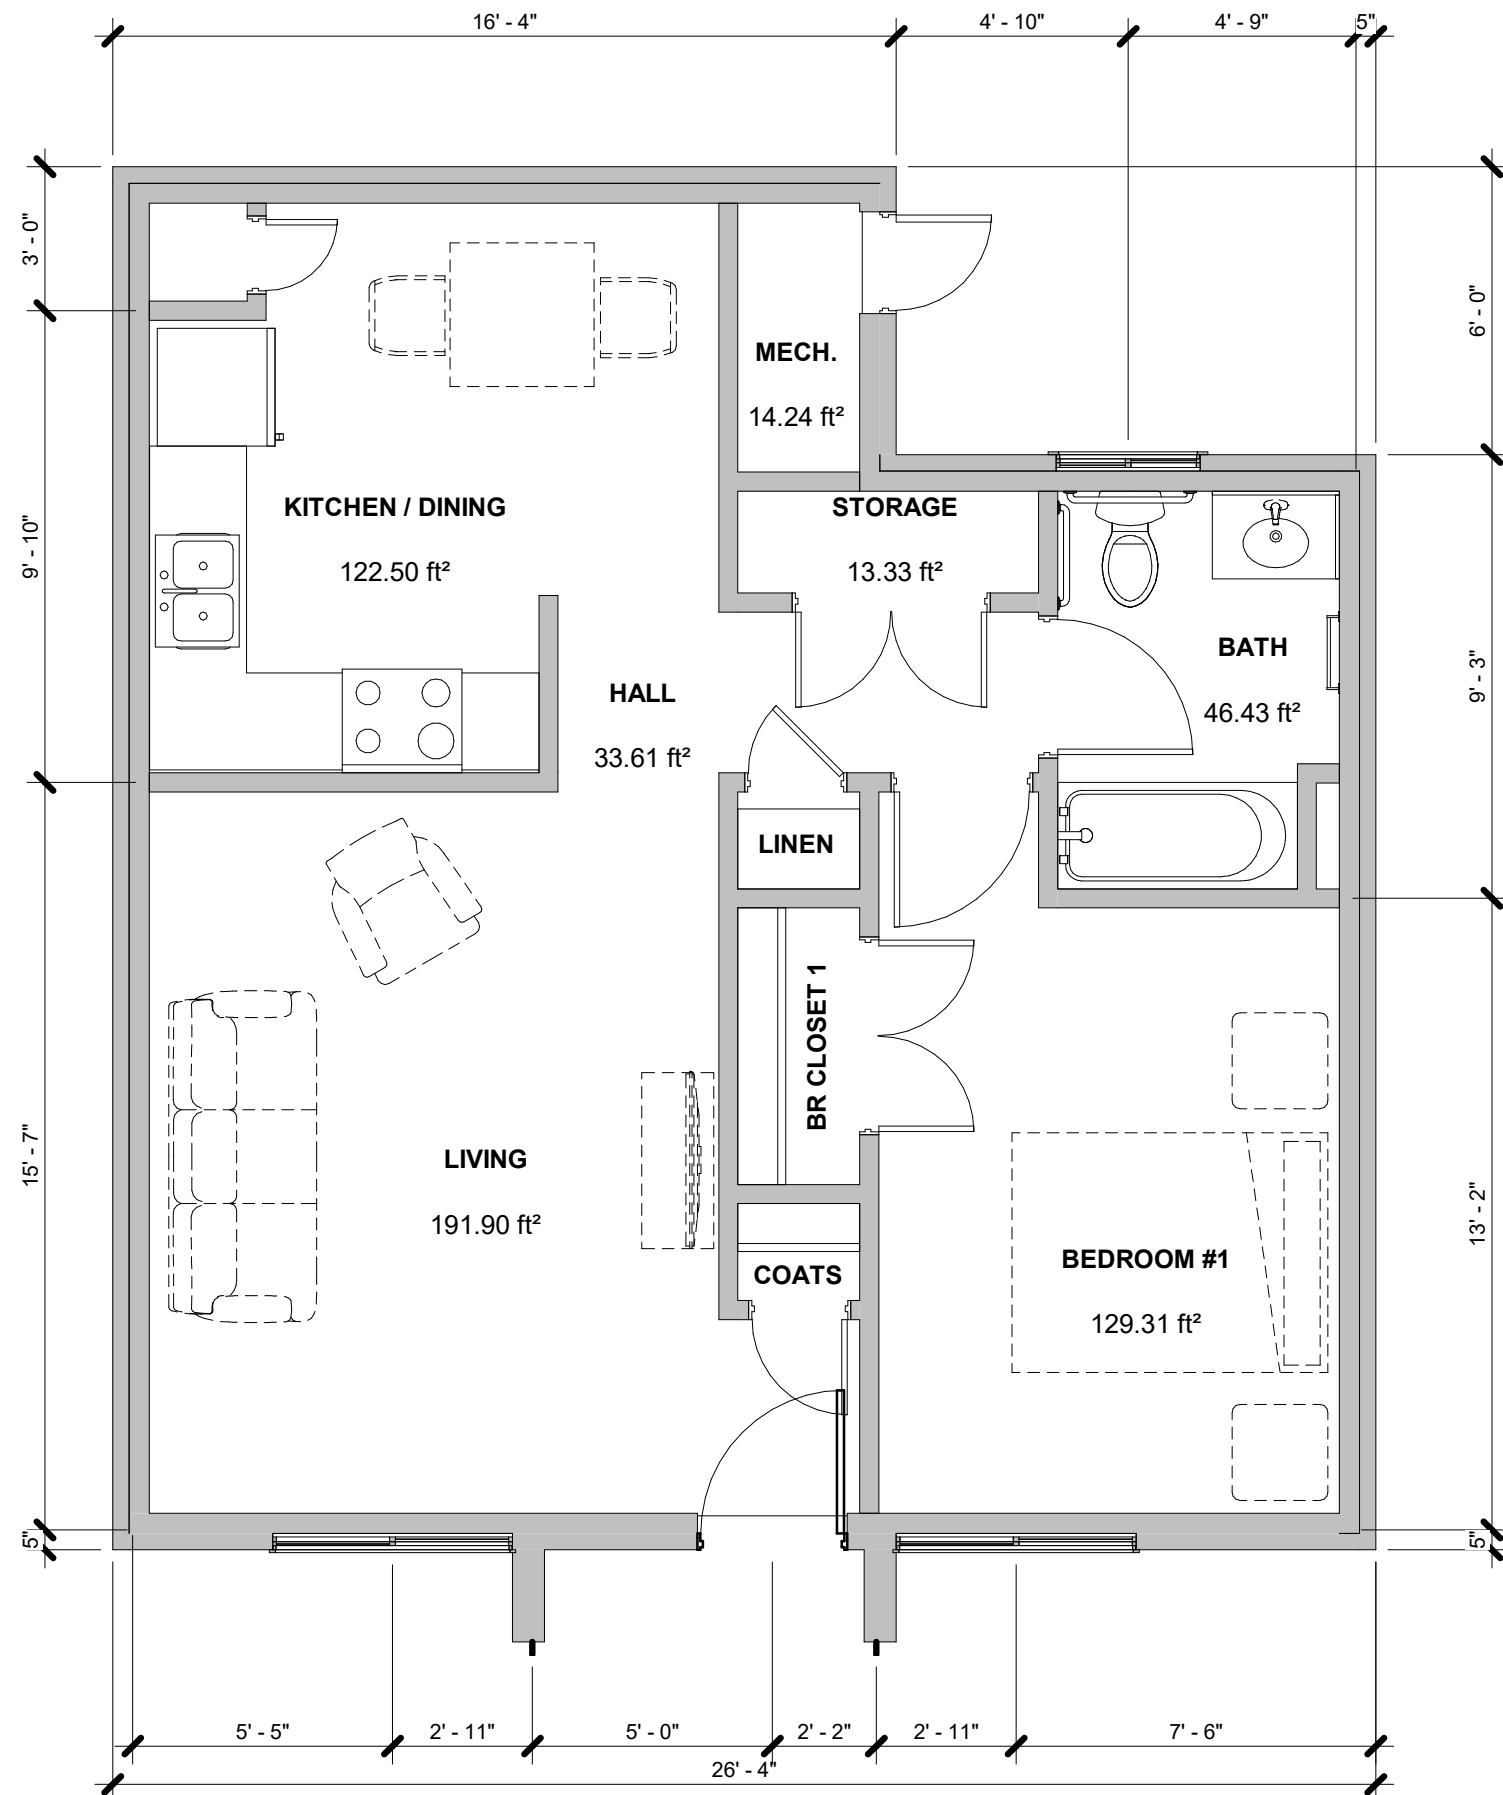 16' - 4"
4' - 10"
4' - 9"
5"
3' - 0"
6' - 0"
MECH.
14.24 ft²
KITCHEN / DINING
122.50 ft²
9' - 10"
STORAGE
13.33 ft²
BATH
46.43 ft²
9' - 3"
HALL
33.61 ft²
LINEN
BR CLOSET 1
15' - 7"
LIVING
191.90 ft²
COATS
BEDROOM #1
129.31 ft²
13' - 2"
5"
5"
5' - 5"
2' - 11"
5' - 0"
2' - 2"
2' - 11"
7' - 6"
26' - 4"